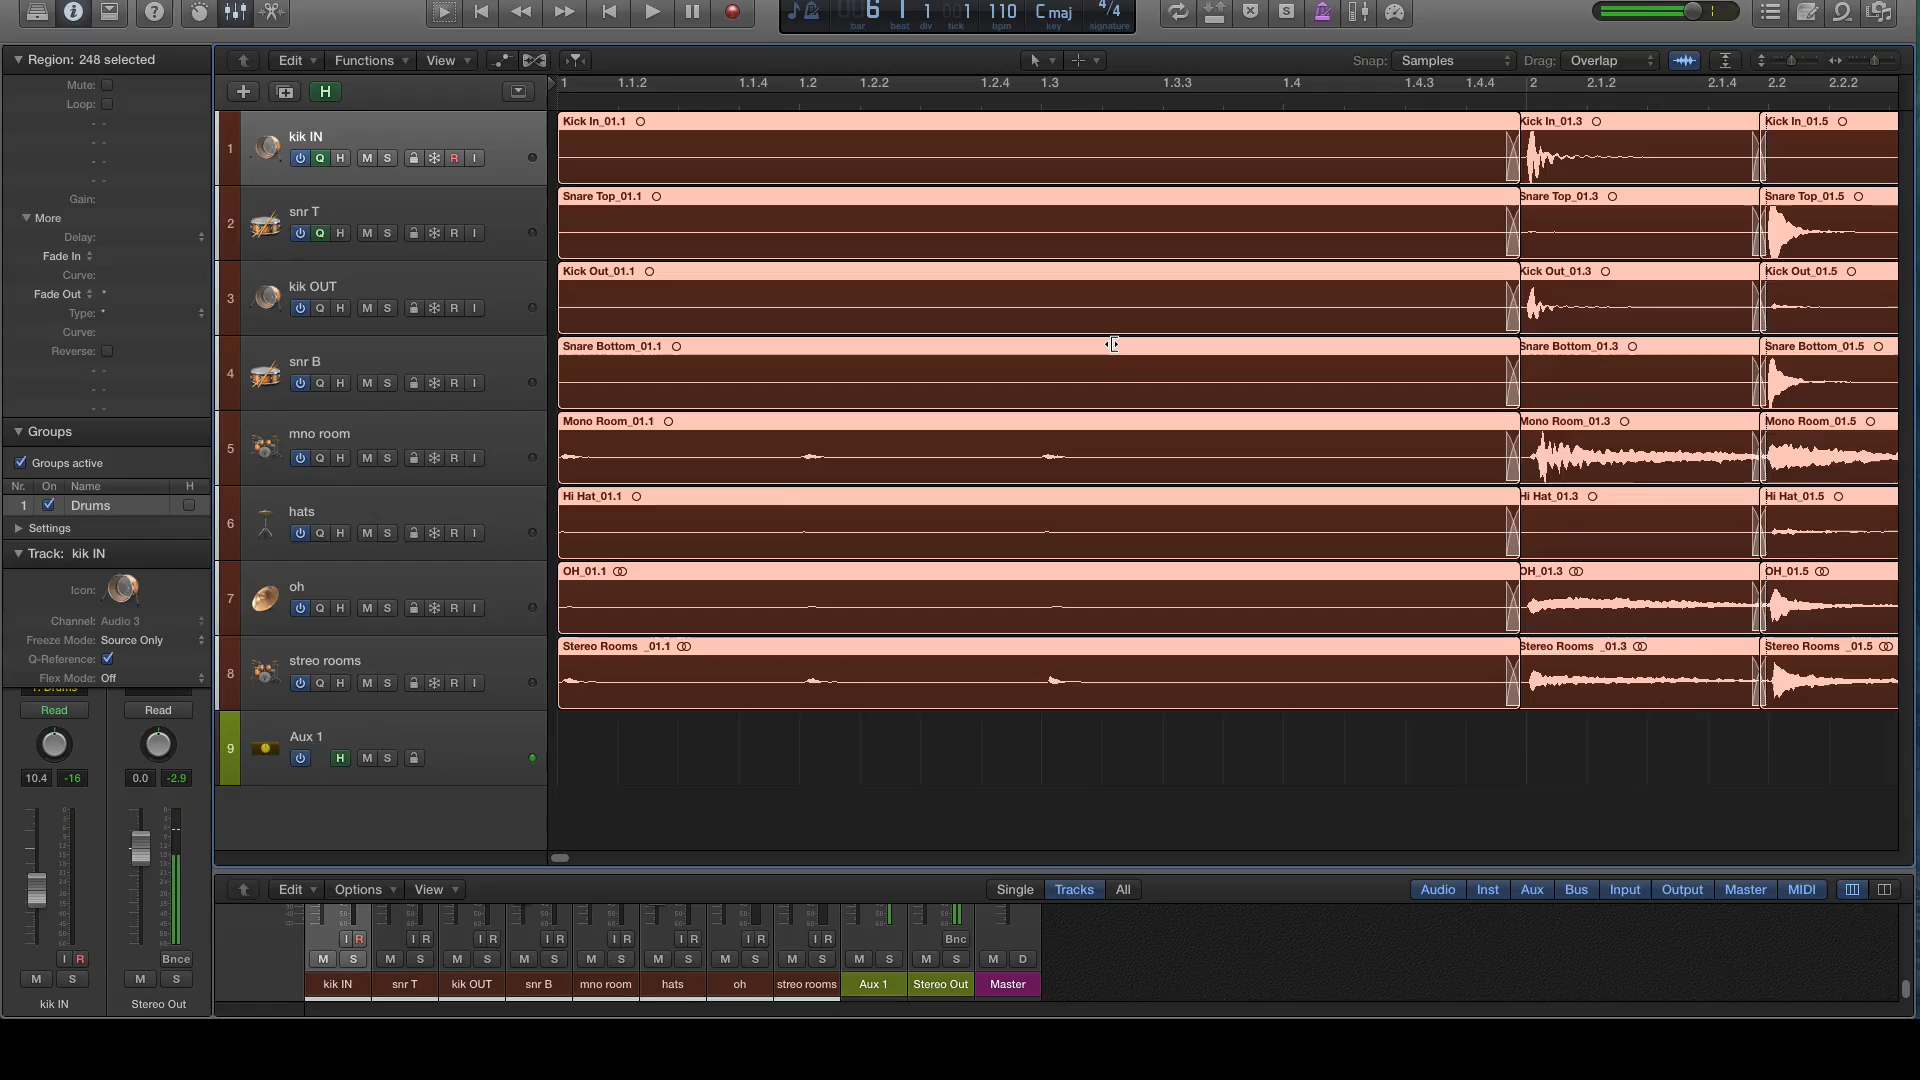 6 1 1 1 110 C maj 4/4
bar beat div tick bpm key signature
Region: 248 selected
Edit Functions View
Snap: Samples Drag: Overlap
Mute:
Loop:
Gain:
More
Delay:
Fade In
Curve:
Fade Out
Type:
Curve:
Reverse:
Groups
Groups active
Nr. On Name H
1 Drums
Settings
Track: kik IN
Icon:
Channel: Audio 3
Freeze Mode: Source Only
Q-Reference:
Flex Mode: Off
Read Read
10.4 -16 0.0 -2.9
I R Bnce
M S M S
kik IN Stereo Out
H
1 1.1.2 1.1.4 1.2 1.2.2 1.2.4 1.3 1.3.3 1.4 1.4.3 1.4.4 2 2.1.2 2.1.4 2.2 2.2.2
1 kik IN
Q H M S R I
Kick In_01.1 Kick In_01.3 Kick In_01.5
2 snr T
Q H M S R I
Snare Top_01.1 Snare Top_01.3 Snare Top_01.5
3 kik OUT
Q H M S R I
Kick Out_01.1 Kick Out_01.3 Kick Out_01.5
4 snr B
Q H M S R I
Snare Bottom_01.1 Snare Bottom_01.3 Snare Bottom_01.5
5 mno room
Q H M S R I
Mono Room_01.1 Mono Room_01.3 Mono Room_01.5
6 hats
Q H M S R I
Hi Hat_01.1 Hi Hat_01.3 Hi Hat_01.5
7 oh
Q H M S R I
OH_01.1 OH_01.3 OH_01.5
8 streo rooms
Q H M S R I
Stereo Rooms _01.1 Stereo Rooms _01.3 Stereo Rooms _01.5
9 Aux 1
H M S
Edit Options View
Single Tracks All
Audio Inst Aux Bus Input Output Master MIDI
I R I R I R I R I R I R I R I R Bnc
M S M S M S M S M S M S M S M S M S M S M D
kik IN snr T kik OUT snr B mno room hats oh streo rooms Aux 1 Stereo Out Master